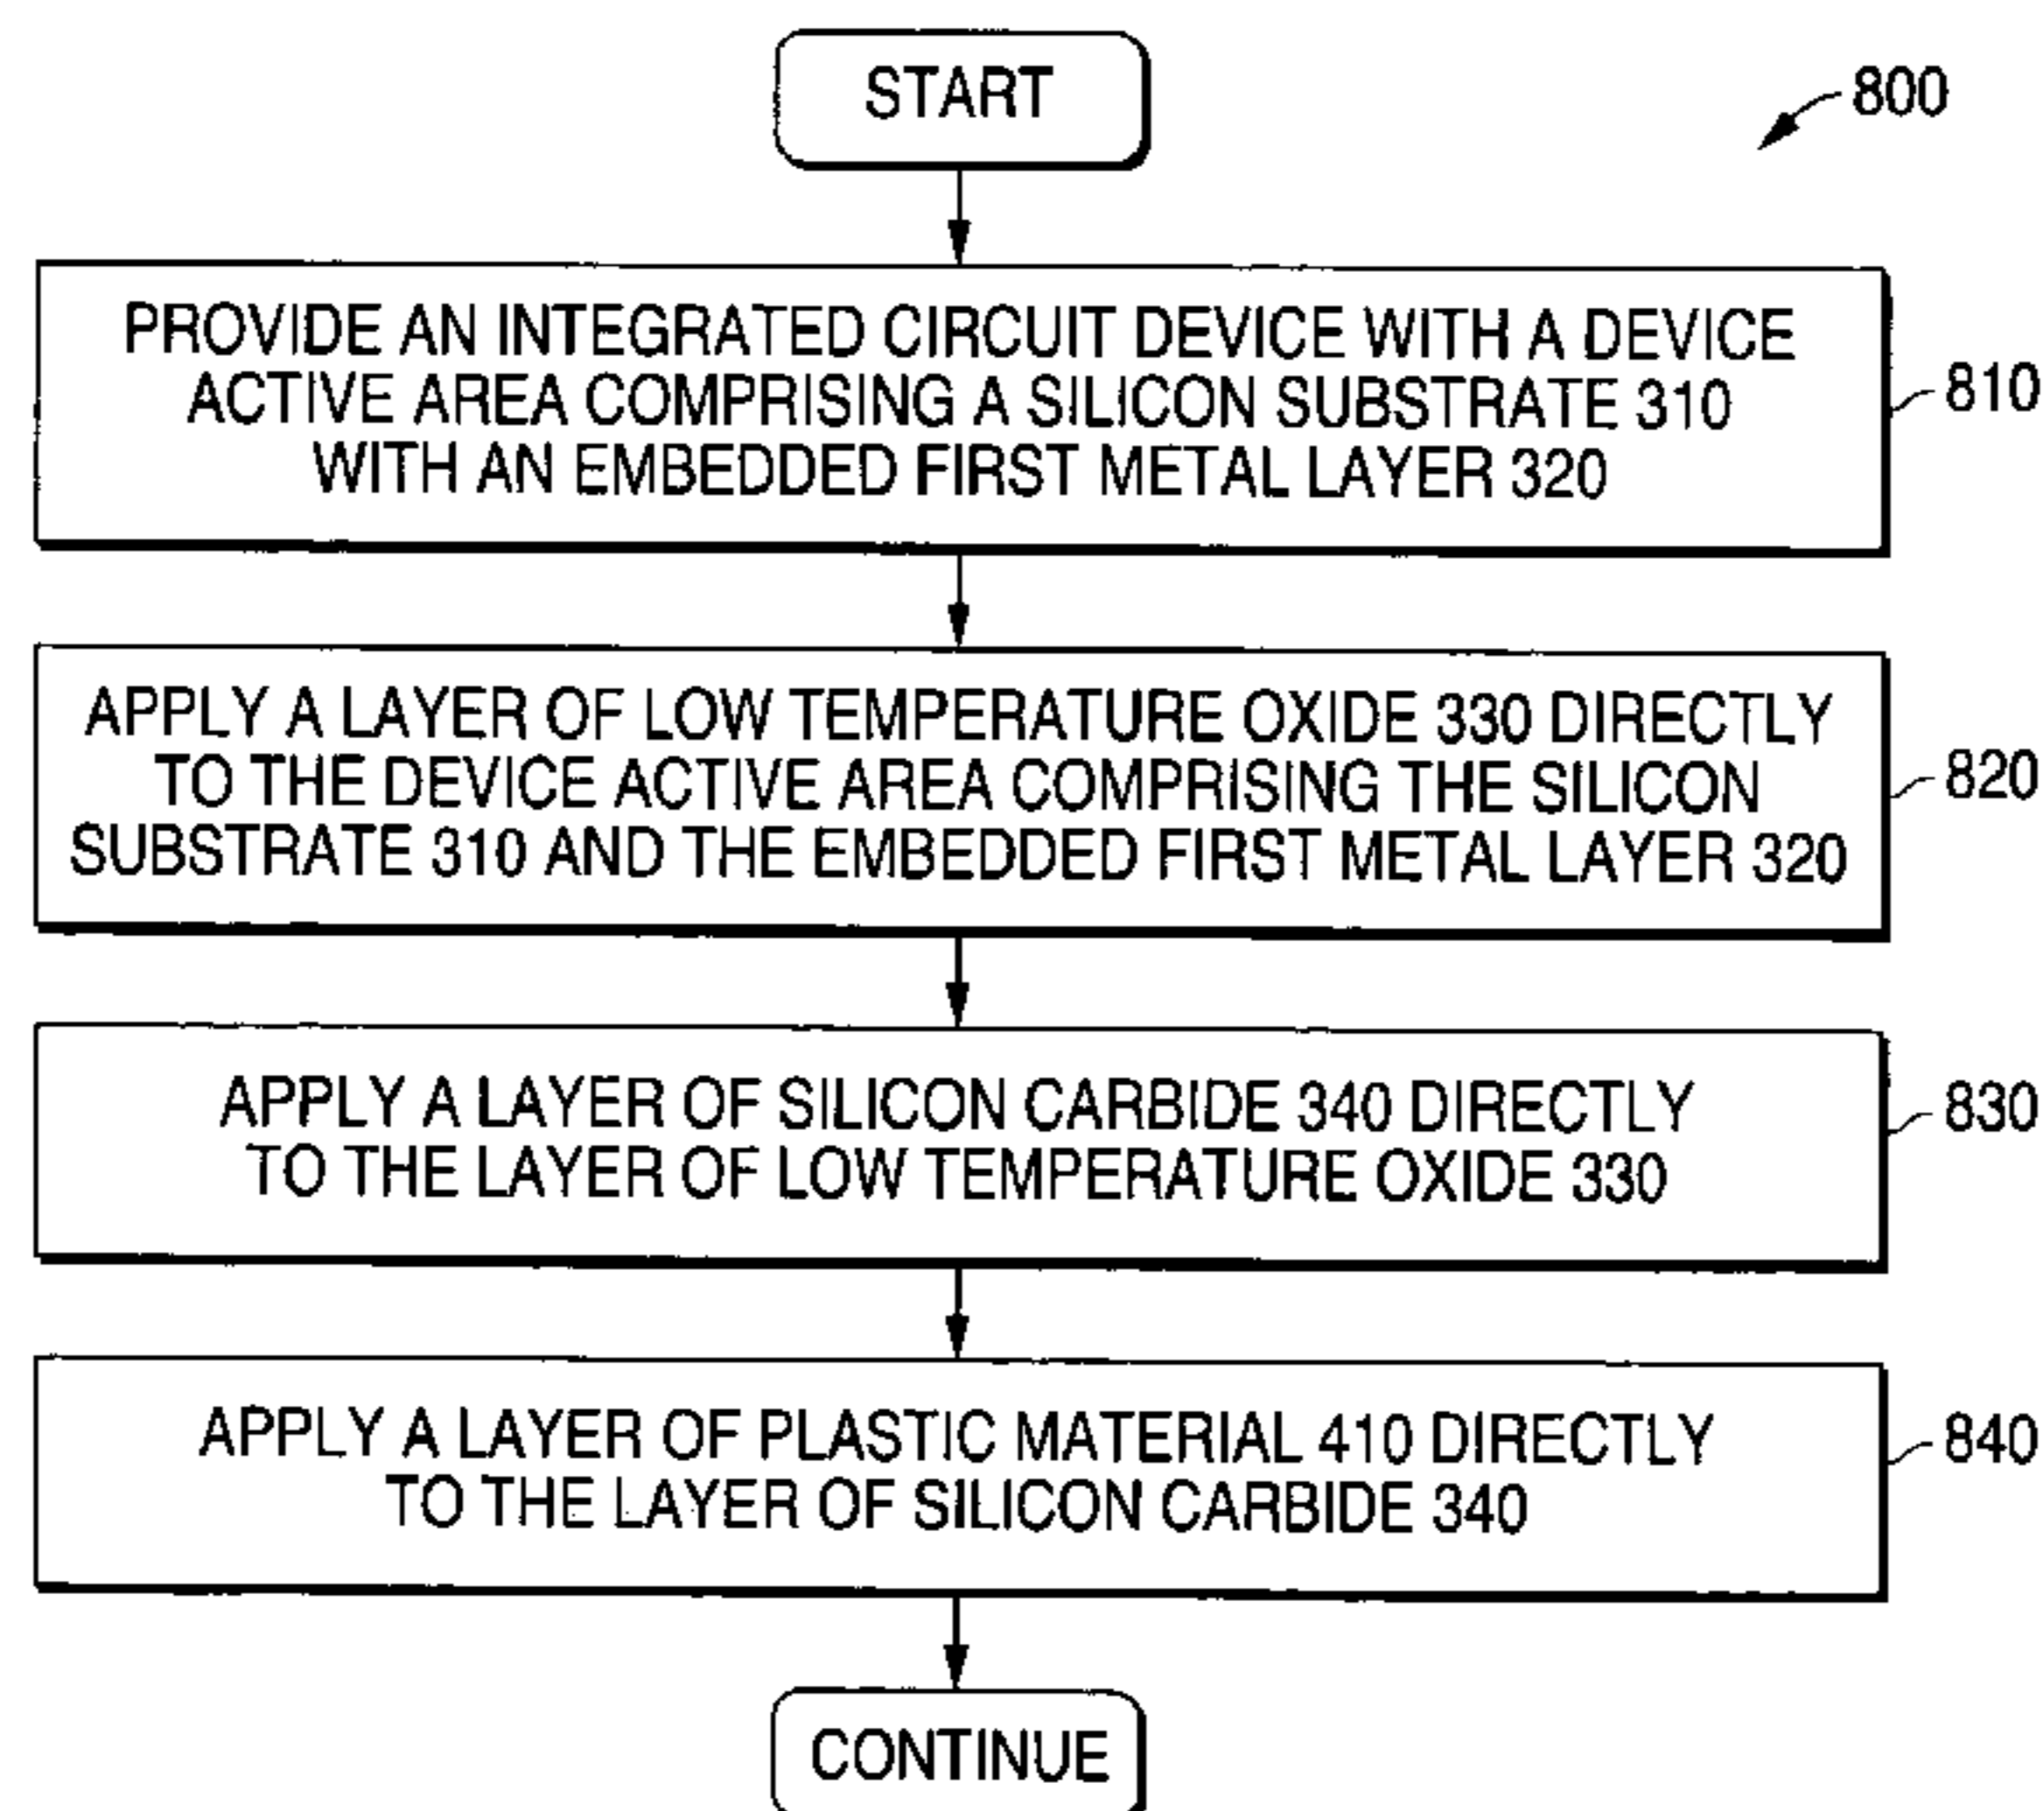 START
800
PROVIDE AN INTEGRATED CIRCUIT DEVICE WITH A DEVICE
ACTIVE AREA COMPRISING A SILICON SUBSTRATE 310
WITH AN EMBEDDED FIRST METAL LAYER 320
810
APPLY A LAYER OF LOW TEMPERATURE OXIDE 330 DIRECTLY
TO THE DEVICE ACTIVE AREA COMPRISING THE SILICON
SUBSTRATE 310 AND THE EMBEDDED FIRST METAL LAYER 320
820
APPLY A LAYER OF SILICON CARBIDE 340 DIRECTLY
TO THE LAYER OF LOW TEMPERATURE OXIDE 330
830
APPLY A LAYER OF PLASTIC MATERIAL 410 DIRECTLY
TO THE LAYER OF SILICON CARBIDE 340
840
CONTINUE